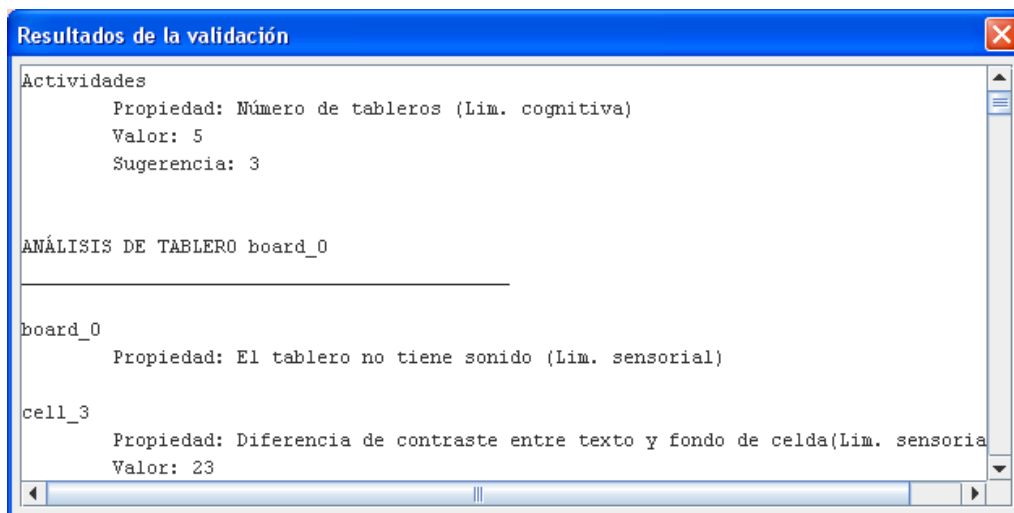 Resultados de la validación
Actividades
Propiedad: Número de tableros (Lim. cognitiva)
Valor: 5
Sugerencia: 3
ANÁLISIS DE TABLERO board_0
board_0
Propiedad: El tablero no tiene sonido (Lim. sensorial)
cell_3
Propiedad: Diferencia de contraste entre texto y fondo de celda(Lim. sensoria
Valor: 23